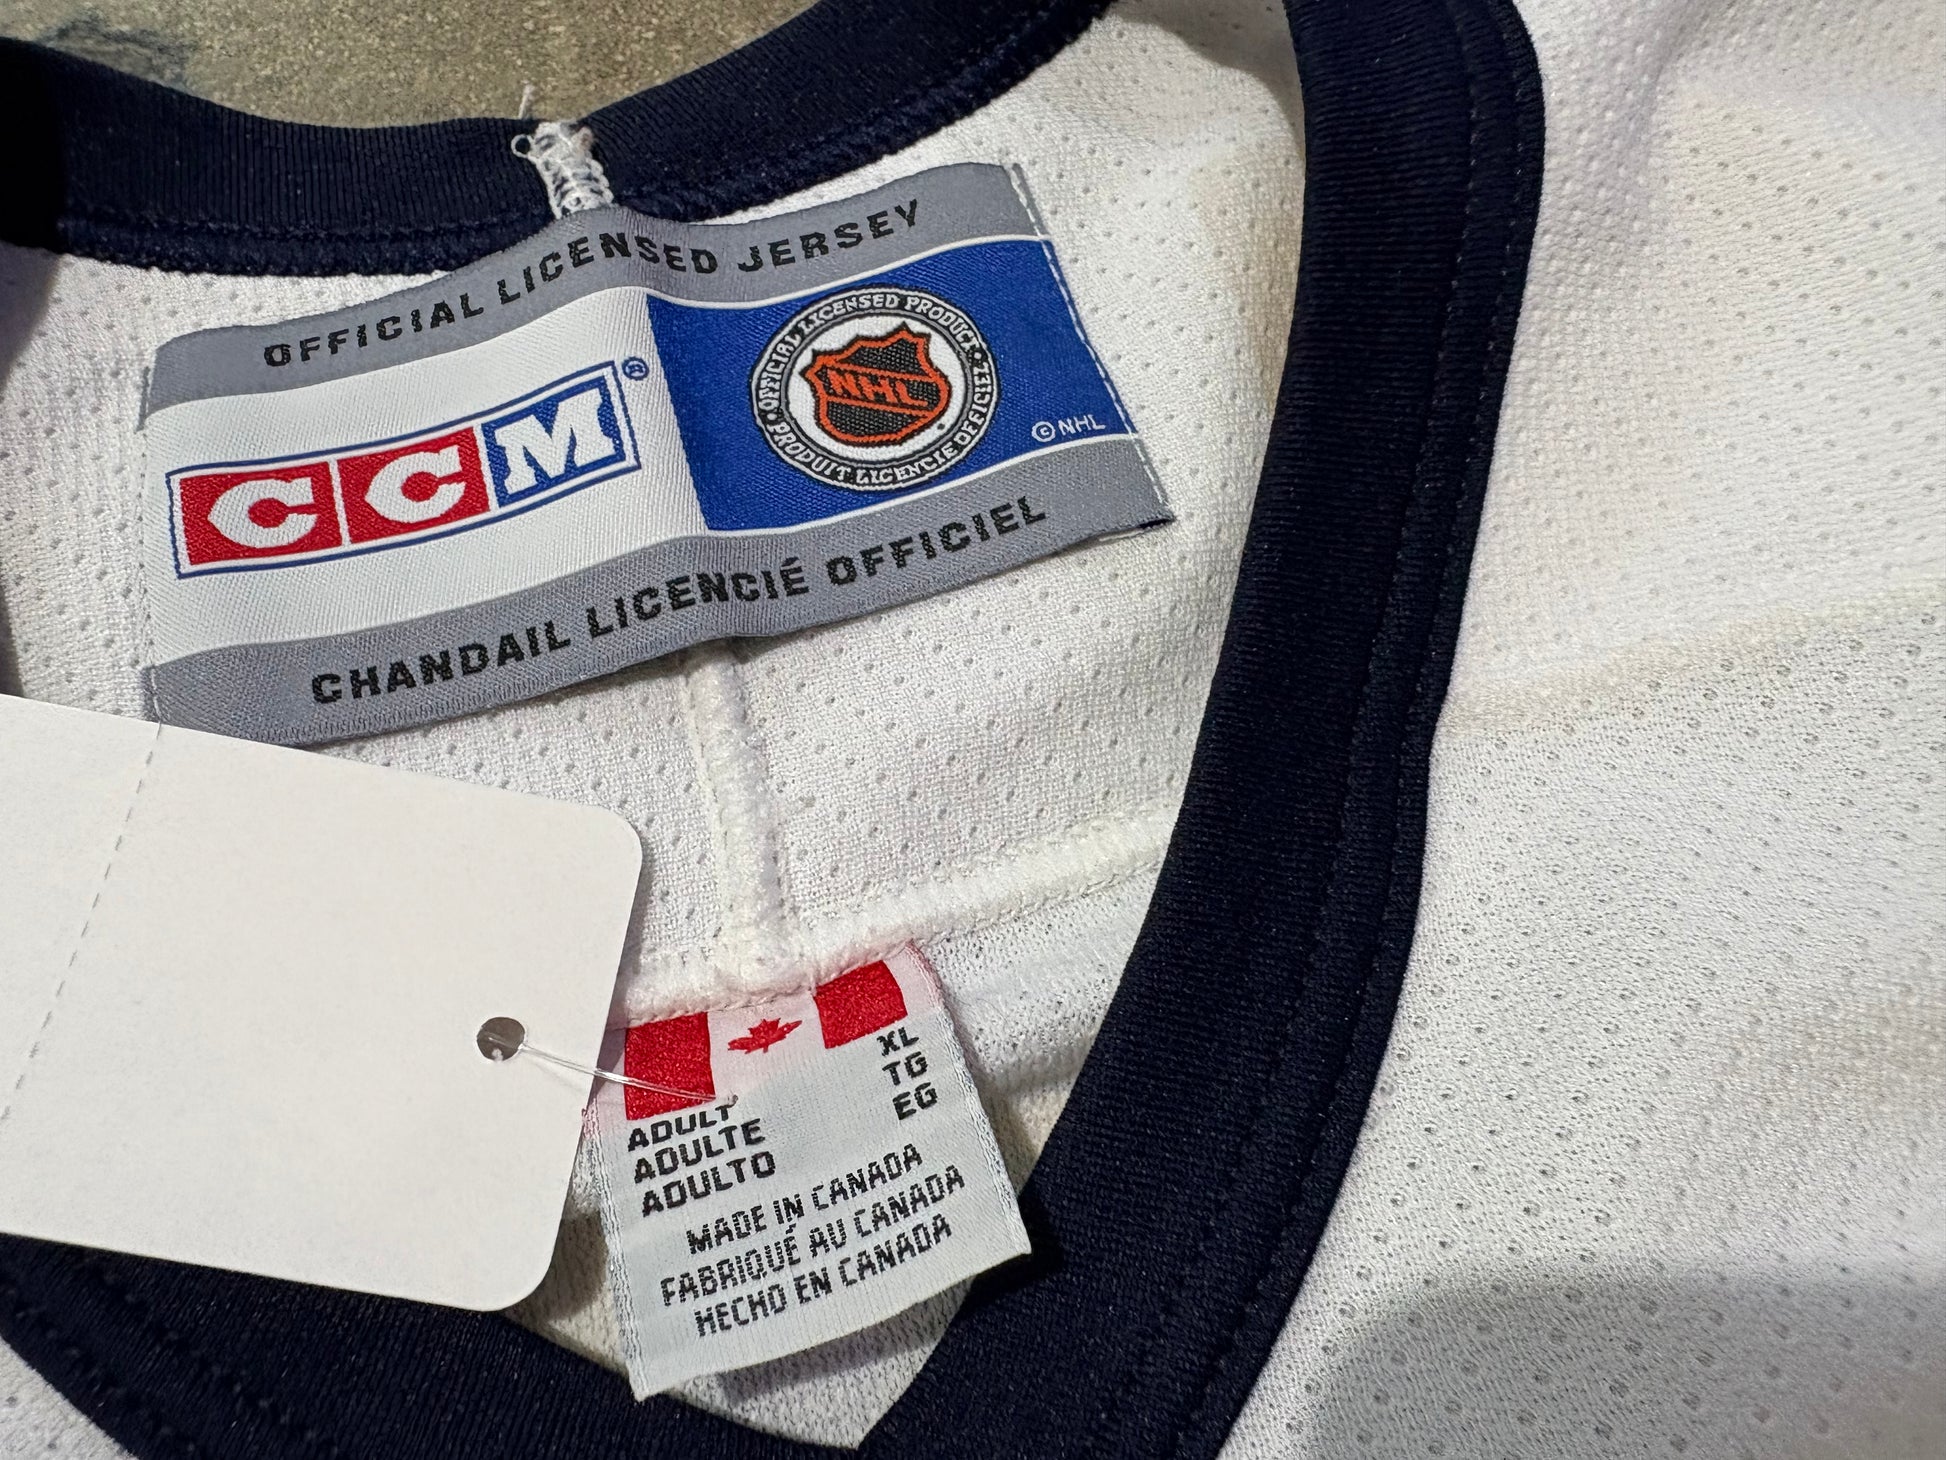 OFFICIAL LICENSED JERSEY
CCM®
OFFICIAL LICENSED PRODUCT
NHL
PRODUIT LICENCIE OFFICIEL
© NHL
CHANDAIL LICENCIÉ OFFICIEL
ADULT XL
ADULTE TG
ADULTO EG
MADE IN CANADA
FABRIQUÉ AU CANADA
HECHO EN CANADA